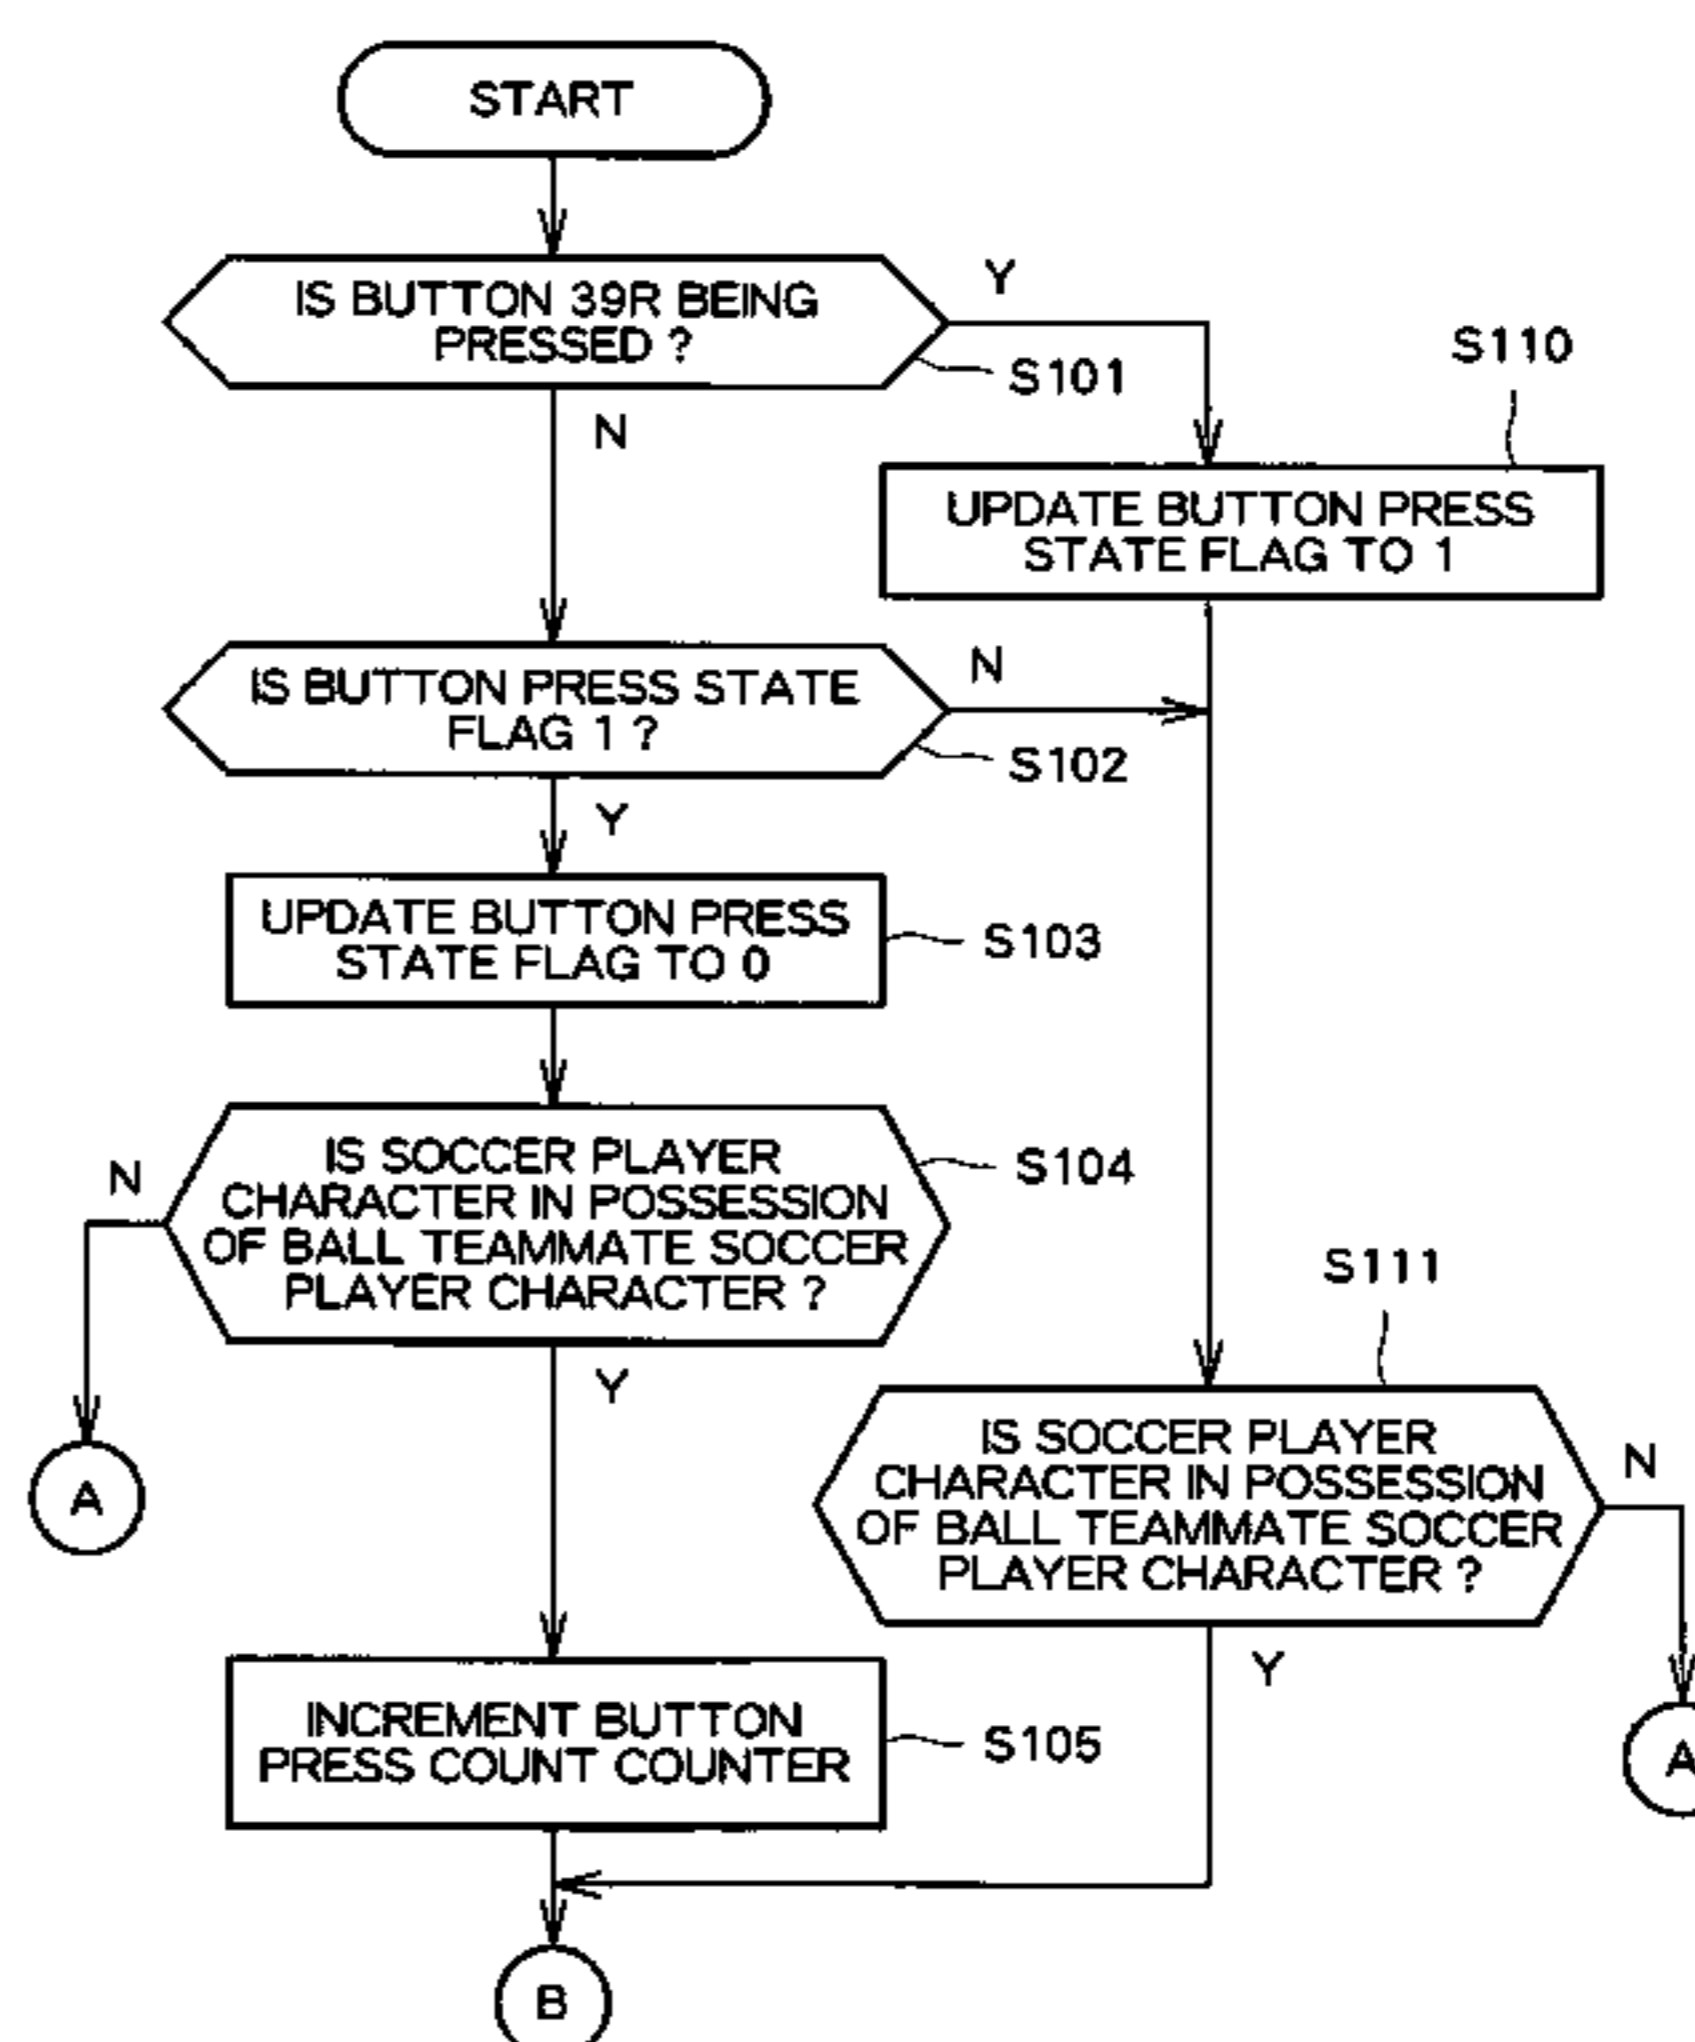 START
IS BUTTON 39R BEING
PRESSED ?
Y
S101
N
S110
UPDATE BUTTON PRESS
STATE FLAG TO 1
IS BUTTON PRESS STATE
FLAG 1 ?
N
S102
Y
UPDATE BUTTON PRESS
STATE FLAG TO 0
S103
IS SOCCER PLAYER
CHARACTER IN POSSESSION
OF BALL TEAMMATE SOCCER
PLAYER CHARACTER ?
S104
N
A
Y
S111
IS SOCCER PLAYER
CHARACTER IN POSSESSION
OF BALL TEAMMATE SOCCER
PLAYER CHARACTER ?
N
A
Y
INCREMENT BUTTON
PRESS COUNT COUNTER
S105
B